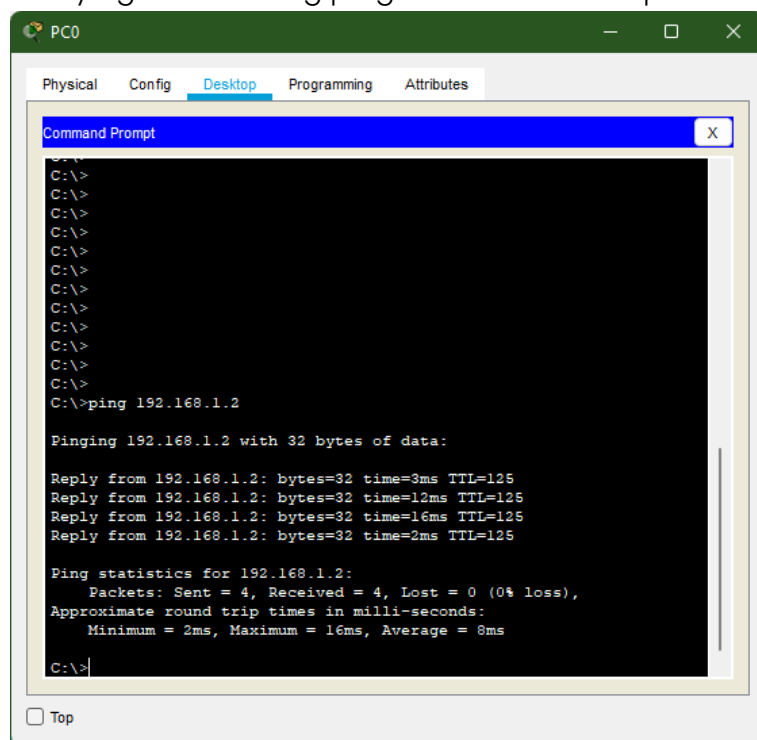 PC0
Physical Config Desktop Programming Attributes
Command Prompt X
C:\>
C:\>
C:\>
C:\>
C:\>
C:\>
C:\>
C:\>
C:\>
C:\>
C:\>
C:\>
C:\>ping 192.168.1.2
Pinging 192.168.1.2 with 32 bytes of data:
Reply from 192.168.1.2: bytes=32 time=3ms TTL=125
Reply from 192.168.1.2: bytes=32 time=12ms TTL=125
Reply from 192.168.1.2: bytes=32 time=16ms TTL=125
Reply from 192.168.1.2: bytes=32 time=2ms TTL=125
Ping statistics for 192.168.1.2:
Packets: Sent = 4, Received = 4, Lost = 0 (0% loss),
Approximate round trip times in milli-seconds:
Minimum = 2ms, Maximum = 16ms, Average = 8ms
C:\>
Top